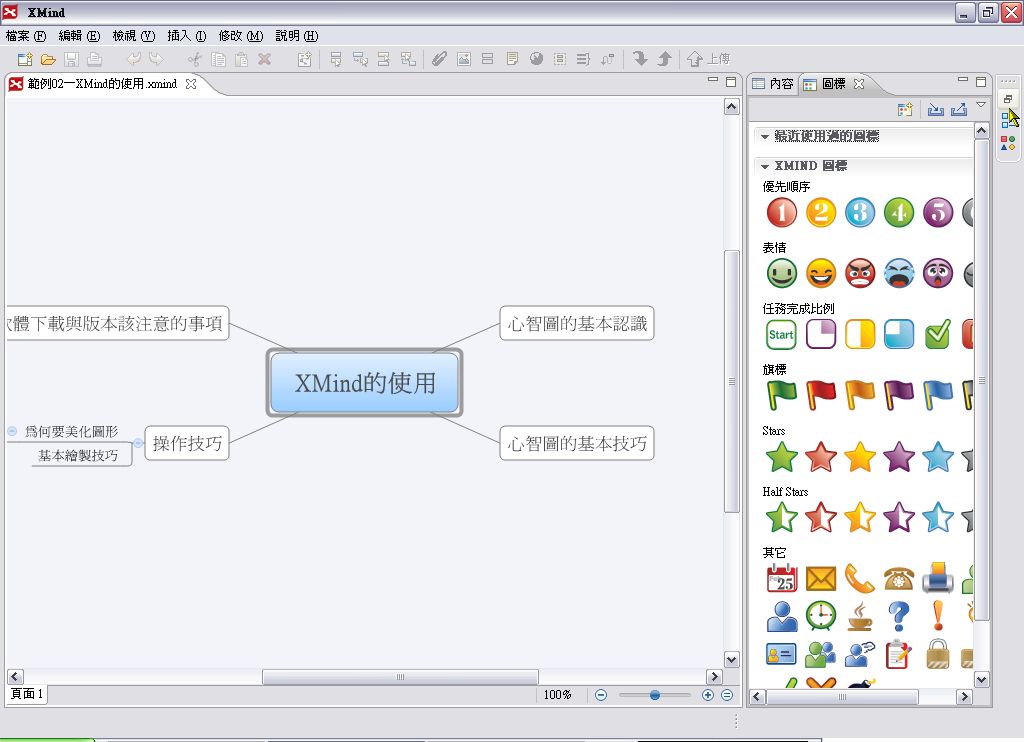 XMind
檔案 (F) 編輯 (E) 檢視 (V) 插入 (I) 修改 (M) 說明 (H)
上傳
範例02—XMind的使用.xmind
內容 圖標
最近使用過的圖標
XMIND 圖標
優先順序
1 2 3 4 5
表情
任務完成比例
Start
旗標
Stars
Half Stars
其它
25
體下載與版本該注意的事項
心智圖的基本認識
XMind的使用
為何要美化圖形
基本繪製技巧
操作技巧
心智圖的基本技巧
頁面 1
100%